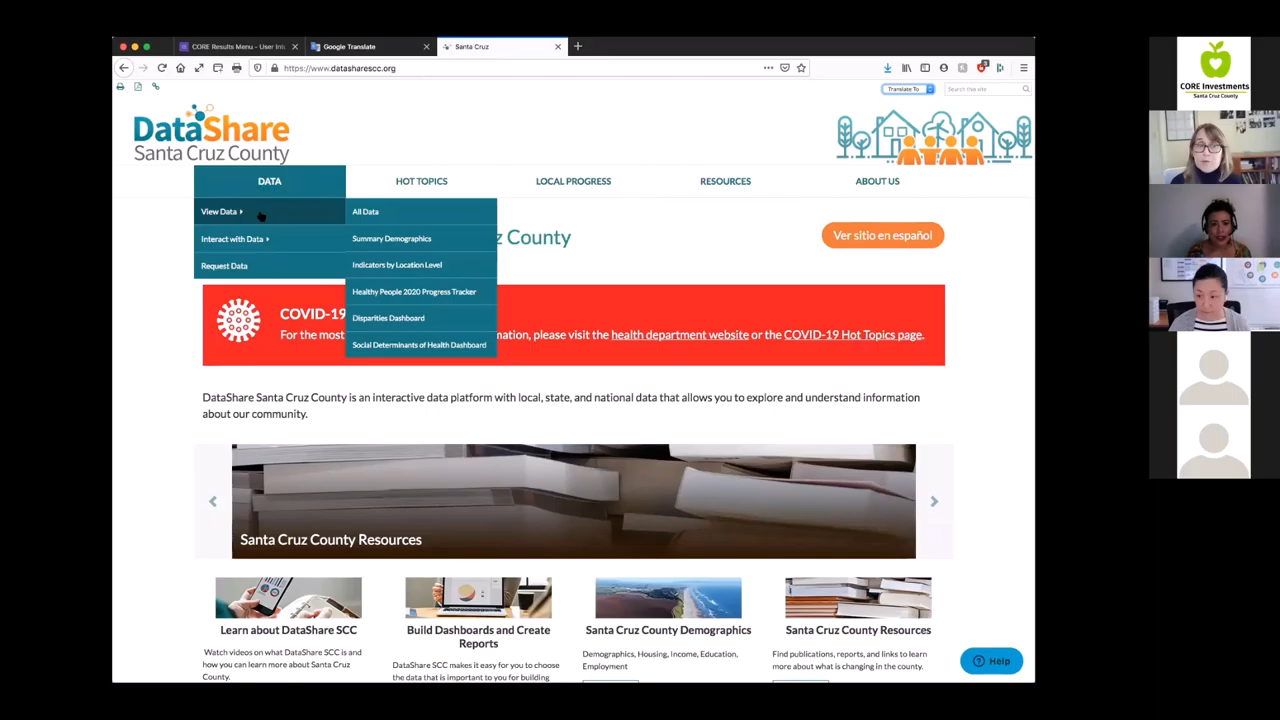 CORE Results Menu - User Int
Google Translate
Santa Cruz
https://www.datasharescc.org
Translate To
Search this site
DataShare
Santa Cruz County
DATA
HOT TOPICS
LOCAL PROGRESS
RESOURCES
ABOUT US
View Data
Interact with Data
Request Data
All Data
Summary Demographics
Indicators by Location Level
Healthy People 2020 Progress Tracker
Disparities Dashboard
Social Determinants of Health Dashboard
z County
Ver sitio en español
COVID-19
For the most
mation, please visit the health department website or the COVID-19 Hot Topics page.
DataShare Santa Cruz County is an interactive data platform with local, state, and national data that allows you to explore and understand information
about our community.
Santa Cruz County Resources
Learn about DataShare SCC
Watch videos on what DataShare SCC is and
how you can learn more about Santa Cruz
County.
Build Dashboards and Create
Reports
DataShare SCC makes it easy for you to choose
the data that is important to you for building
Santa Cruz County Demographics
Demographics, Housing, Income, Education,
Employment
Santa Cruz County Resources
Find publications, reports, and links to learn
more about what is changing in the county.
Help
CORE Investments
Santa Cruz County